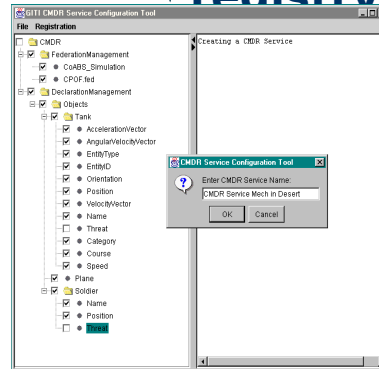 registry
GITI CMDR Service Configuration Tool
File Registration
CMDR
FederationManagement
CoABS_Simulation
CPOF.fed
DeclarationManagement
Objects
Tank
AccelerationVector
AngularVelocityVector
EntityType
EntityID
Orientation
Position
VelocityVector
Name
Threat
Category
Course
Speed
Plane
Soldier
Name
Position
Threat
Creating a CMDR Service
CMDR Service Configuration Tool
Enter CMDR Service Name:
CMDR Service Mech in Desert
OK Cancel